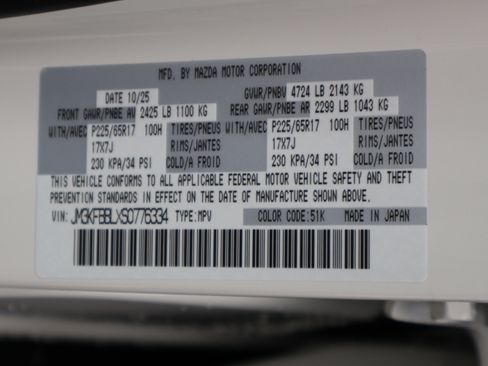 MFD. BY MAZDA MOTOR CORPORATION
DATE 10/25 GVWR/PNBV 4724 LB 2143 KG
FRONT GAWR/PNBE AV 2425 LB 1100 KG REAR GAWR/PNBE AR 2299 LB 1043 KG
WITH/AVEC P225/65R17 100H TIRES/PNEUS WITH/AVEC P225/65R17 100H TIRES/PNEUS
17X7J RIMS/JANTES 17X7J RIMS/JANTES
230 KPA/34 PSI COLD/A FROID 230 KPA/34 PSI COLD/A FROID
THIS VEHICLE CONFORMS TO ALL APPLICABLE FEDERAL MOTOR VEHICLE SAFETY AND THEFT
PREVENTION STANDARDS IN EFFECT ON THE DATE OF MANUFACTURE SHOWN ABOVE.
VIN: JM3KFBBLXS0776334 TYPE:MPV COLOR CODE:51K MADE IN JAPAN